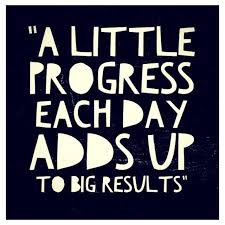 "A LITTLE
PROGRESS
EACH DAY
ADDS UP
TO BIG RESULTS"